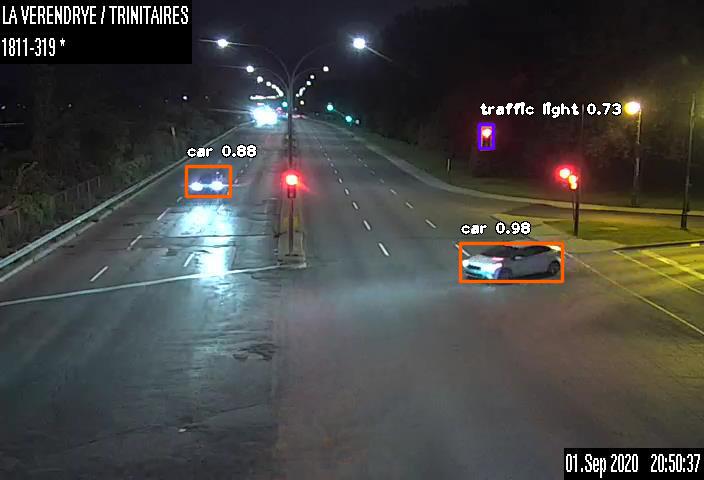 LA VERENDRYE / TRINITAIRES
1811-319 *
traffic light 0.73
car 0.88
car 0.98
01.Sep 2020 20:50:37